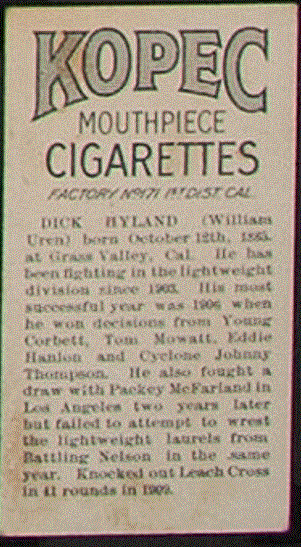 KOPEC
MOUTHPIECE
CIGARETTES
FACTORY Nº 171 1ST DIST. CAL.
DICK HYLAND (William
Uren) born October 12th, 1885,
at Grass Valley, Cal. He has
been fighting in the lightweight
division since 1903. His most
successful year was 1906 when
he won decisions from Young
Corbett, Tom Mowatt, Eddie
Hanlon and Cyclone Johnny
Thompson. He also fought a
draw with Packey McFarland in
Los Angeles two years later
but failed to attempt to wrest
the lightweight laurels from
Battling Nelson in the same
year. Knocked out Leach Cross
in 41 rounds in 1909.